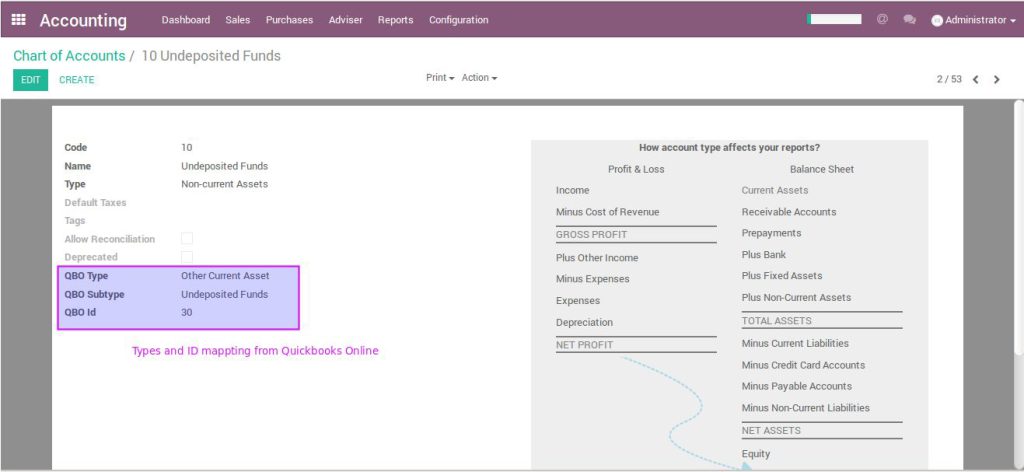 Accounting Dashboard Sales Purchases Adviser Reports Configuration @ Administrator
Chart of Accounts / 10 Undeposited Funds
EDIT CREATE Print Action 2 / 53
Code 10
Name Undeposited Funds
Type Non-current Assets
Default Taxes
Tags
Allow Reconciliation
Deprecated
QBO Type Other Current Asset
QBO Subtype Undeposited Funds
QBO Id 30
Types and ID mappting from Quickbooks Online
How account type affects your reports?
Profit & Loss
Income
Minus Cost of Revenue
GROSS PROFIT
Plus Other Income
Minus Expenses
Expenses
Depreciation
NET PROFIT
Balance Sheet
Current Assets
Receivable Accounts
Prepayments
Plus Bank
Plus Fixed Assets
Plus Non-Current Assets
TOTAL ASSETS
Minus Current Liabilities
Minus Credit Card Accounts
Minus Payable Accounts
Minus Non-Current Liabilities
NET ASSETS
Equity